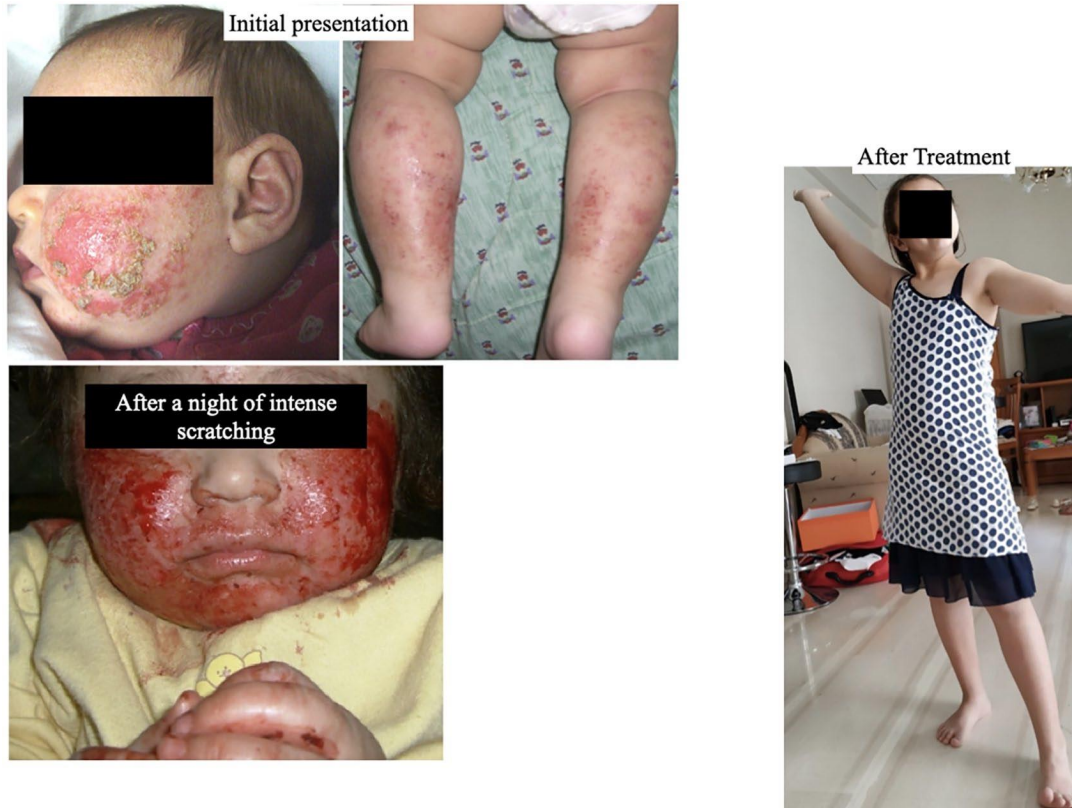 Initial presentation
After Treatment
After a night of intense
scratching